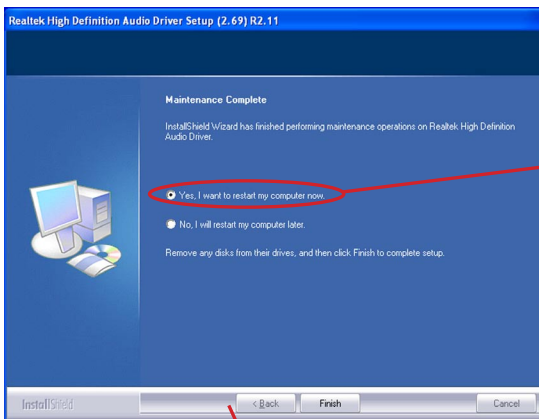 Realtek High Definition Audio Driver Setup (2.69) R2.11
Maintenance Complete
InstallShield Wizard has finished performing maintenance operations on Realtek High Definition
Audio Driver.
Yes, I want to restart my computer now.
No, I will restart my computer later.
Remove any disks from their drives, and then click Finish to complete setup.
InstallShield
< Back
Finish
Cancel